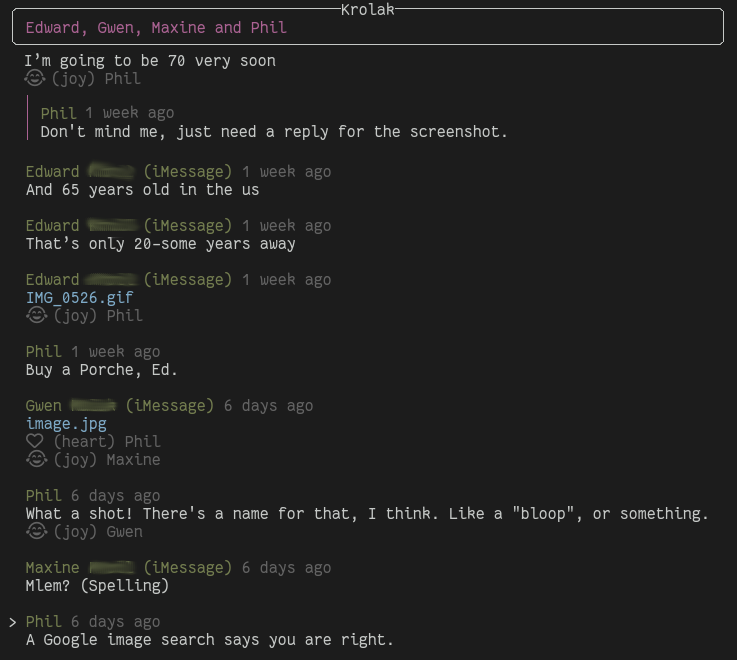 Krolak
Edward, Gwen, Maxine and Phil
I’m going to be 70 very soon
😂 (joy) Phil
Phil 1 week ago
Don't mind me, just need a reply for the screenshot.
Edward (iMessage) 1 week ago
And 65 years old in the us
Edward (iMessage) 1 week ago
That’s only 20-some years away
Edward (iMessage) 1 week ago
IMG_0526.gif
😂 (joy) Phil
Phil 1 week ago
Buy a Porche, Ed.
Gwen (iMessage) 6 days ago
image.jpg
♡ (heart) Phil
😂 (joy) Maxine
Phil 6 days ago
What a shot! There's a name for that, I think. Like a "bloop", or something.
😂 (joy) Gwen
Maxine (iMessage) 6 days ago
Mlem? (Spelling)
> Phil 6 days ago
A Google image search says you are right.